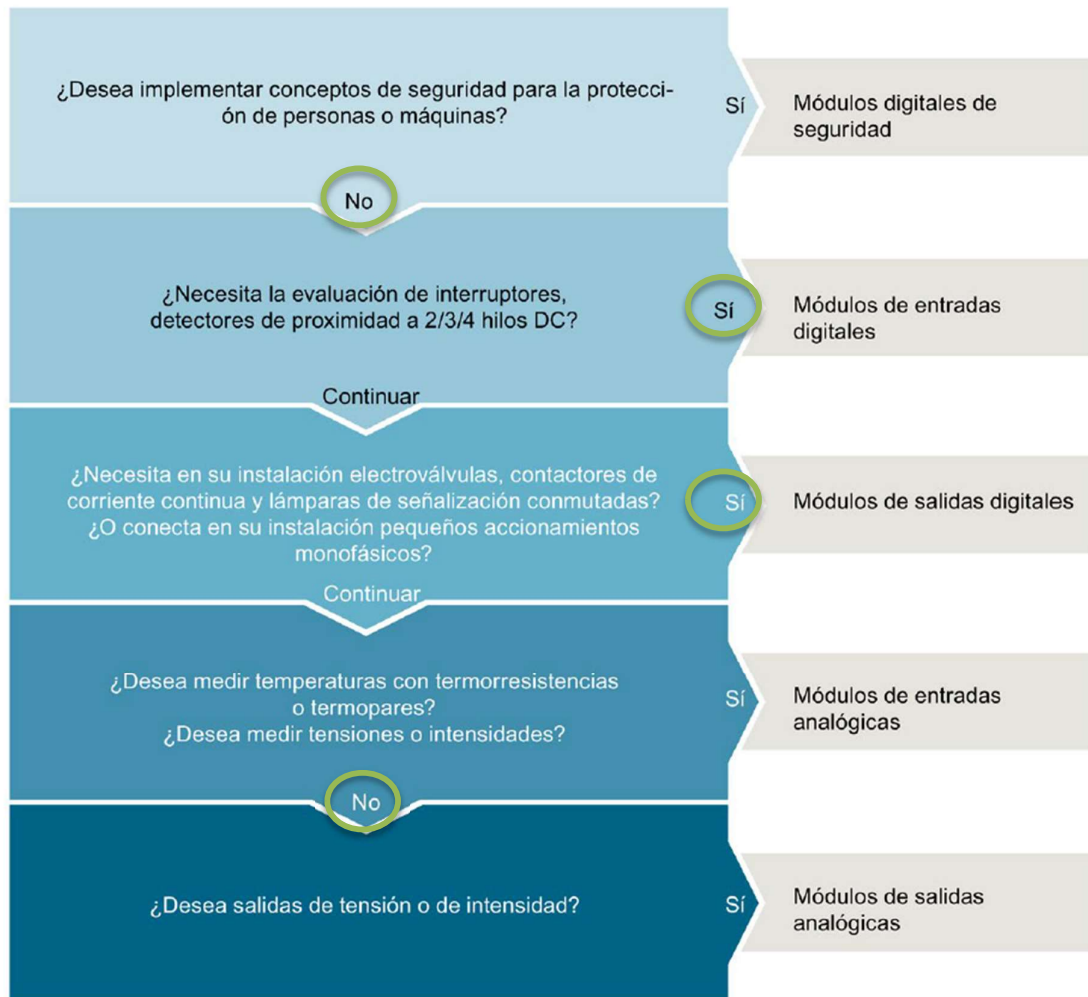 ¿Desea implementar conceptos de seguridad para la protecci-
ón de personas o máquinas?
Sí
Módulos digitales de
seguridad
No
¿Necesita la evaluación de interruptores,
detectores de proximidad a 2/3/4 hilos DC?
Sí
Módulos de entradas
digitales
Continuar
¿Necesita en su instalación electroválvulas, contactores de
corriente continua y lámparas de señalización conmutadas?
¿O conecta en su instalación pequeños accionamientos
monofásicos?
Sí
Módulos de salidas digitales
Continuar
¿Desea medir temperaturas con termorresistencias
o termopares?
¿Desea medir tensiones o intensidades?
Sí
Módulos de entradas
analógicas
No
¿Desea salidas de tensión o de intensidad?
Sí
Módulos de salidas
analógicas